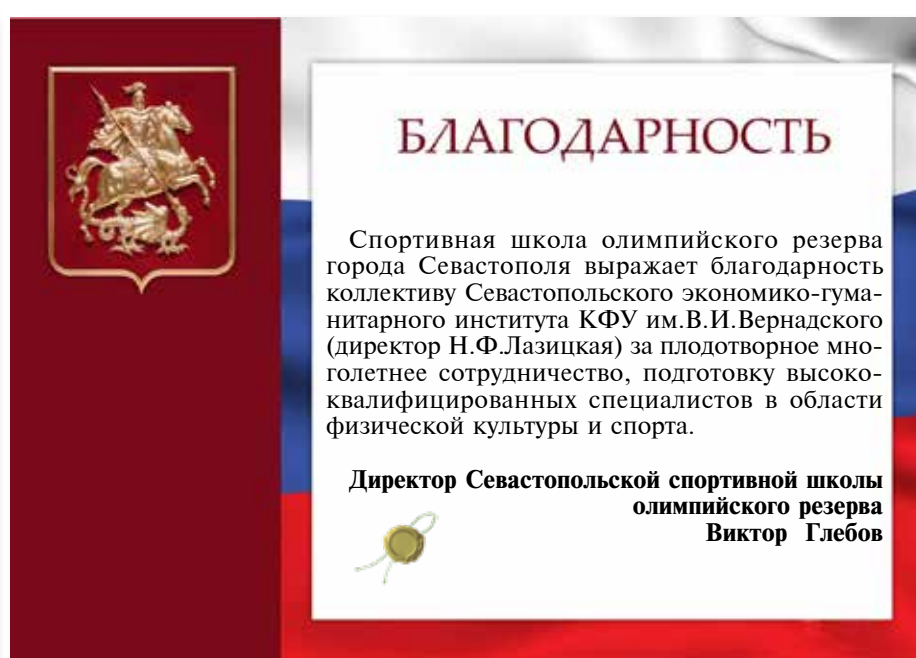 БЛАГОДАРНОСТЬ
Спортивная школа олимпийского резерва
города Севастополя выражает благодарность
коллективу Севастопольского экономико-гума-
нитарного института КФУ им.В.И.Вернадского
(директор Н.Ф.Лазицкая) за плодотворное мно-
голетнее сотрудничество, подготовку высоко-
квалифицированных специалистов в области
физической культуры и спорта.
Директор Севастопольской спортивной школы
олимпийского резерва
Виктор Глебов